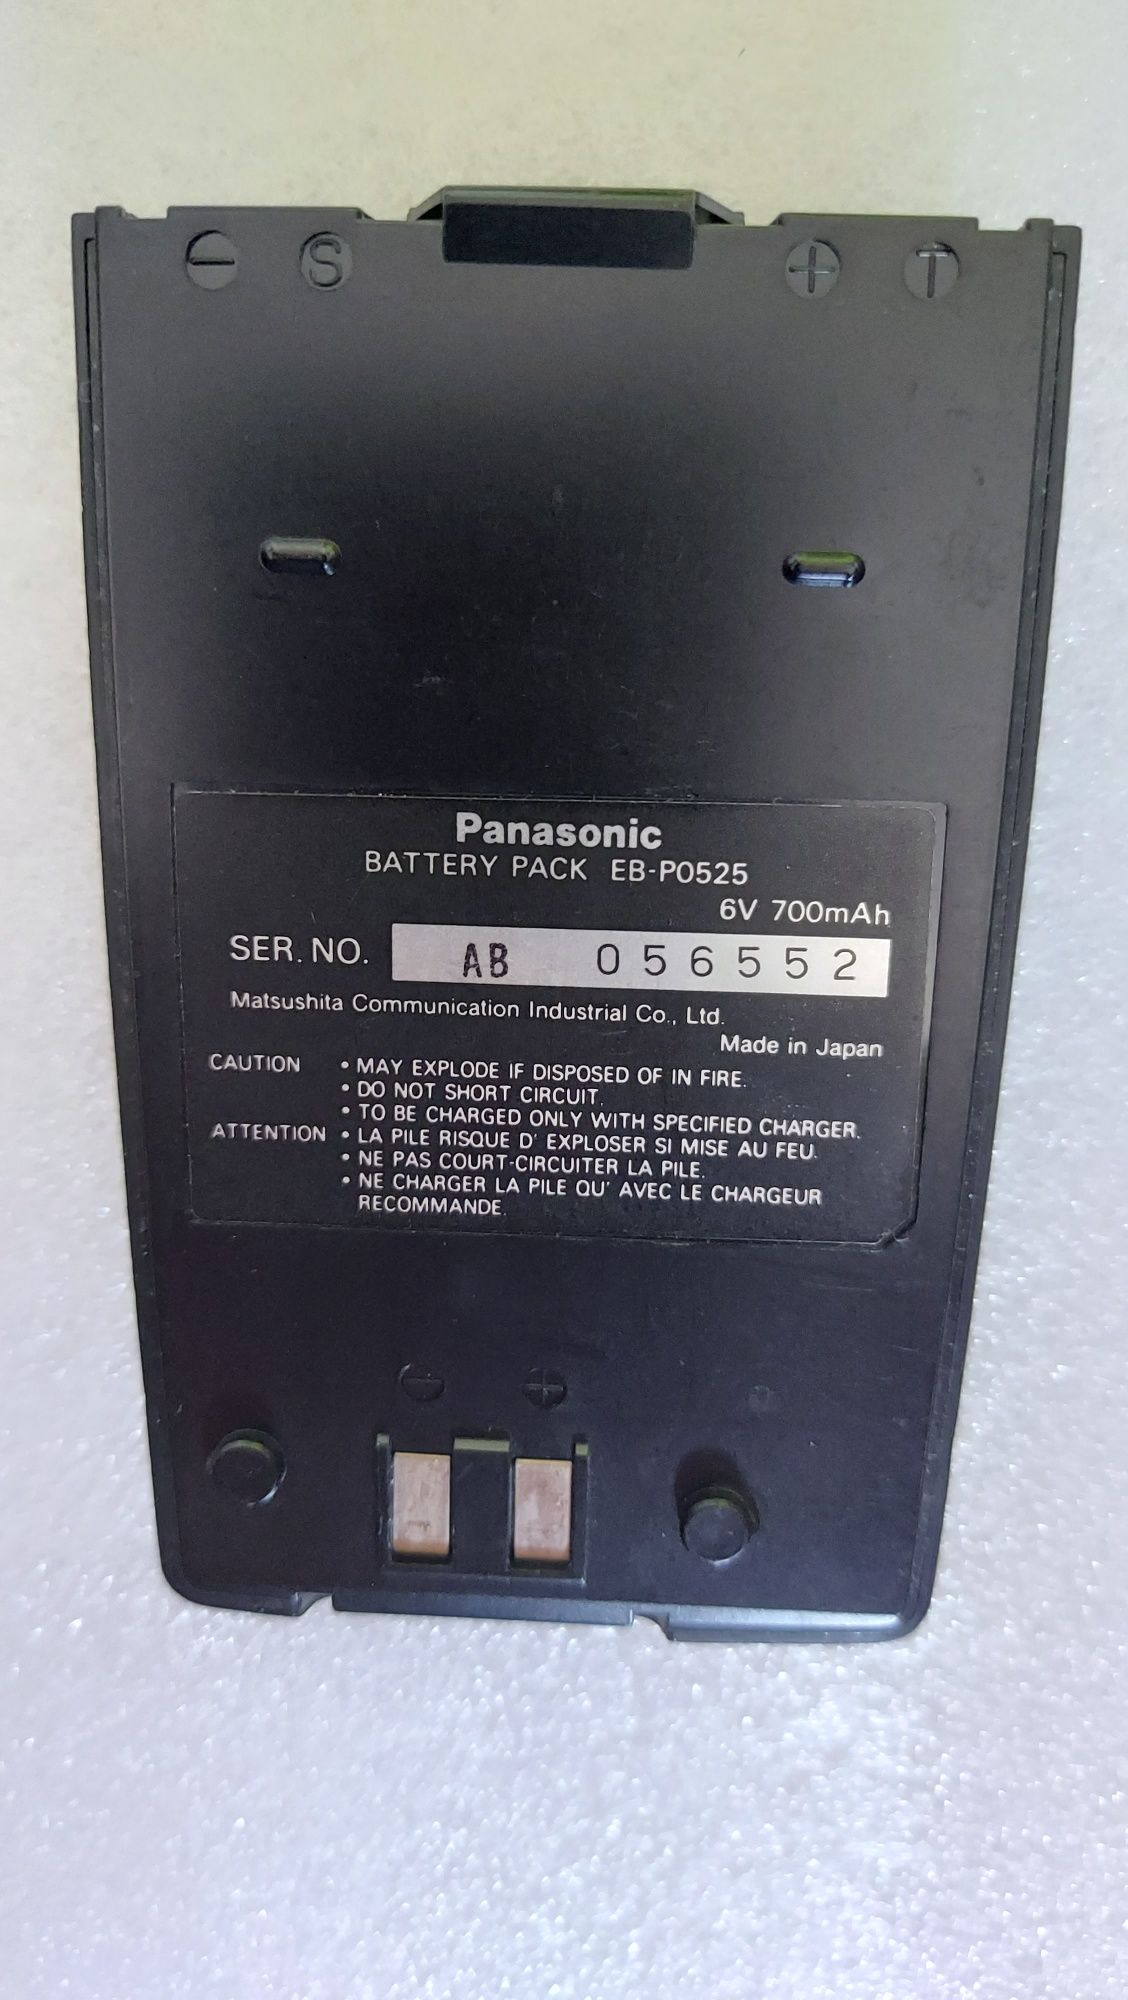 − S + T
Panasonic
BATTERY PACK EB-P0525
6V 700mAh
SER. NO. AB 056552
Matsushita Communication Industrial Co., Ltd.
Made in Japan
CAUTION • MAY EXPLODE IF DISPOSED OF IN FIRE.
• DO NOT SHORT CIRCUIT.
• TO BE CHARGED ONLY WITH SPECIFIED CHARGER.
ATTENTION • LA PILE RISQUE D' EXPLOSER SI MISE AU FEU.
• NE PAS COURT-CIRCUITER LA PILE.
• NE CHARGER LA PILE QU' AVEC LE CHARGEUR
RECOMMANDE.
− +